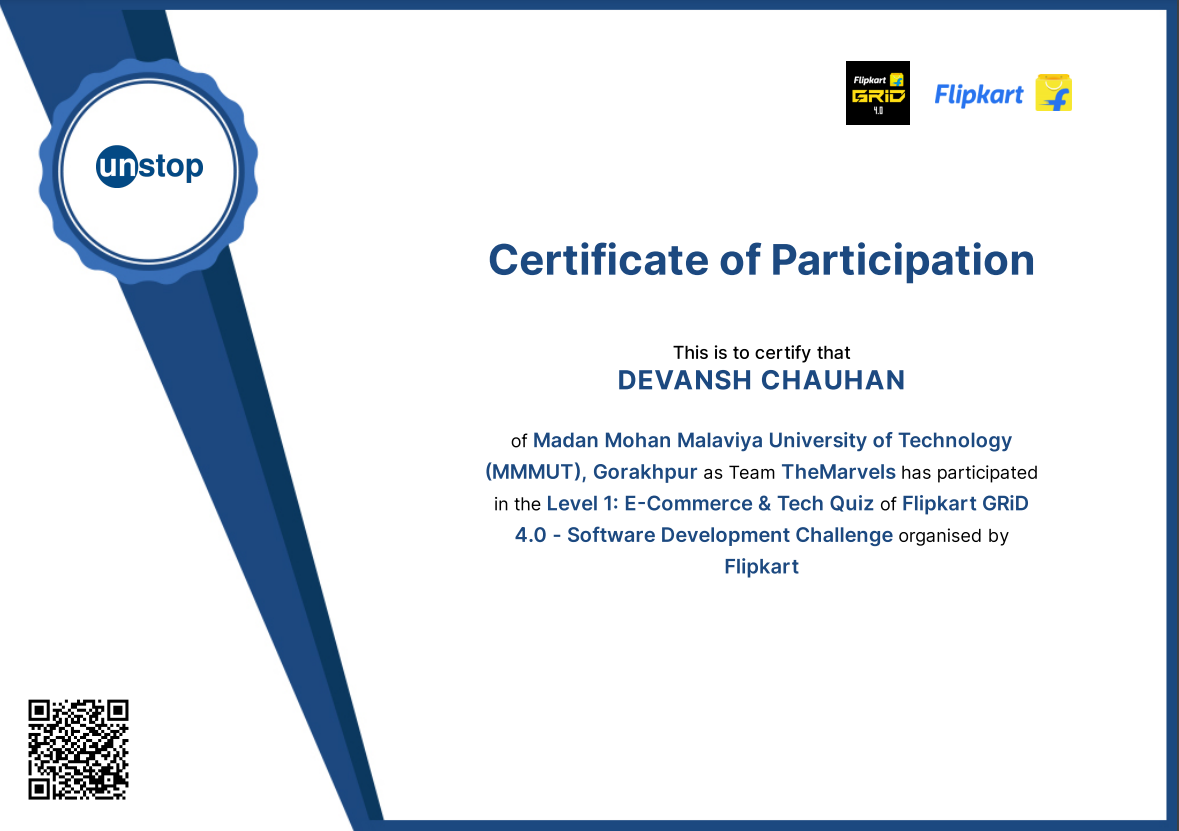 unstop
Flipkart
GRiD
4.0
Flipkart
Certificate of Participation
This is to certify that
DEVANSH CHAUHAN
of Madan Mohan Malaviya University of Technology
(MMMUT), Gorakhpur as Team TheMarvels has participated
in the Level 1: E-Commerce & Tech Quiz of Flipkart GRiD
4.0 - Software Development Challenge organised by
Flipkart